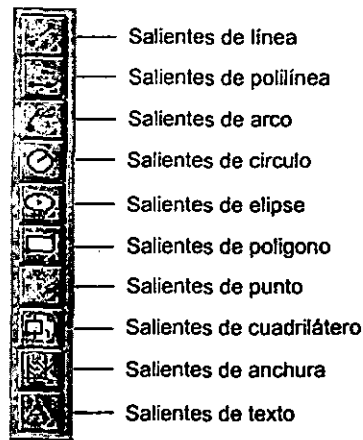 Salientes de línea
Salientes de polilínea
Salientes de arco
Salientes de circulo
Salientes de elipse
Salientes de poligono
Salientes de punto
Salientes de cuadrilátero
Salientes de anchura
Salientes de texto